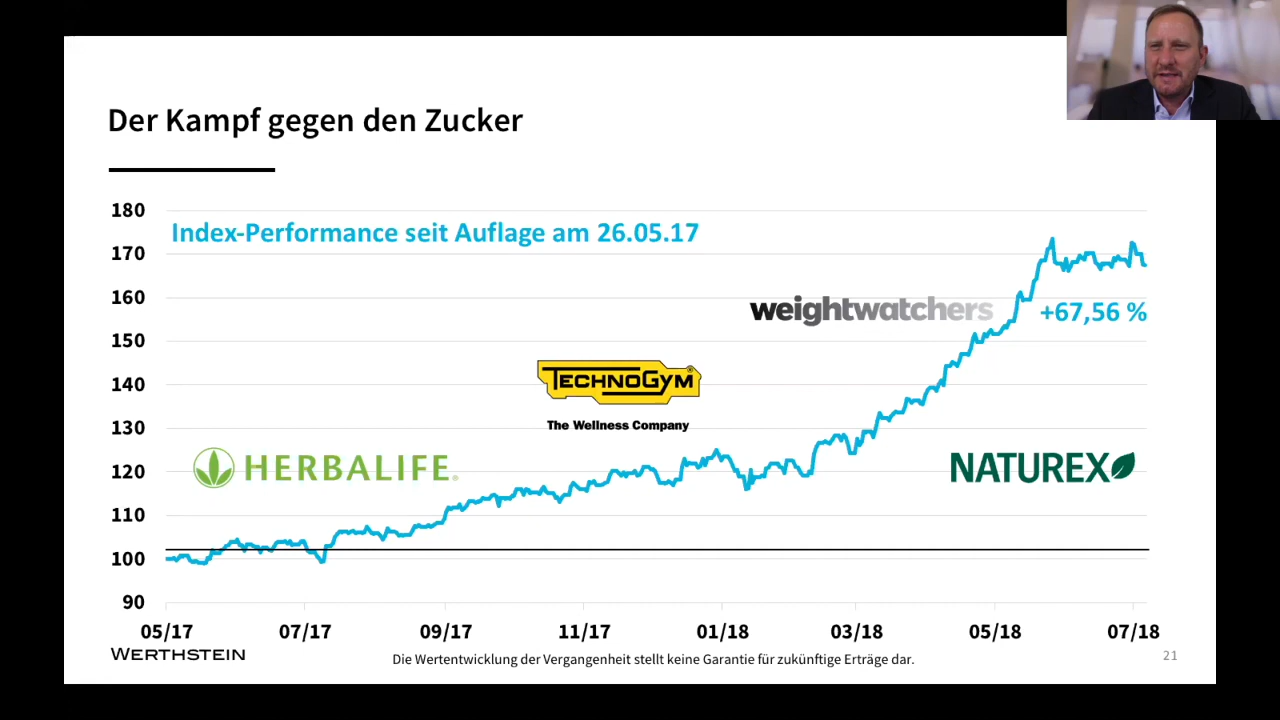 Der Kampf gegen den Zucker
180
Index-Performance seit Auflage am 26.05.17
170
160
weightwatchers
+67,56 %
150
140
TECHNOGYM®
130
The Wellness Company
120
HERBALIFE®
NATUREX
110
100
90
05/17 07/17 09/17 11/17 01/18 03/18 05/18 07/18
WERTHSTEIN
Die Wertentwicklung der Vergangenheit stellt keine Garantie für zukünftige Erträge dar.
21